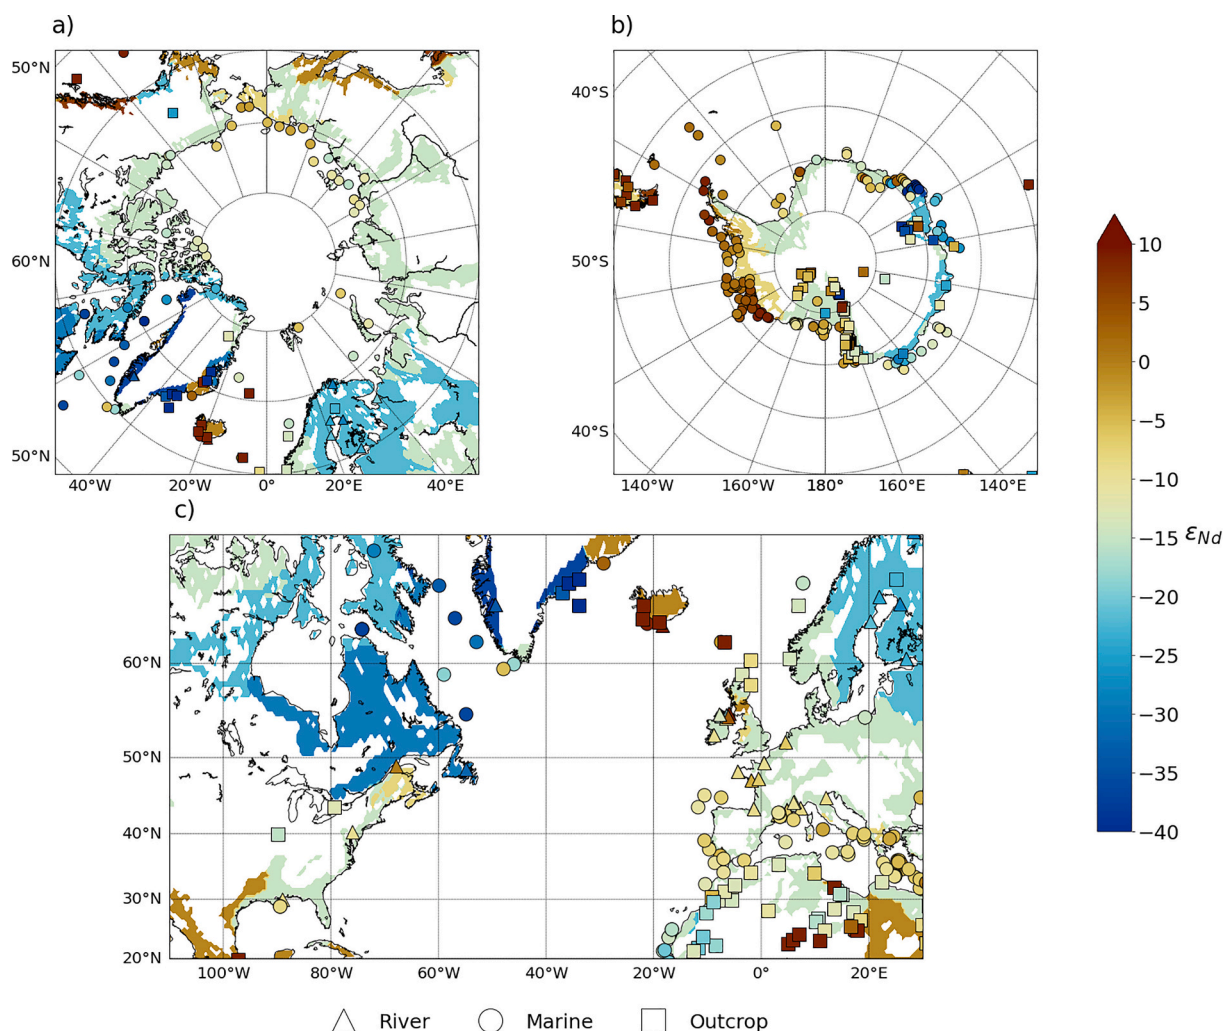 a)
b)
50°N
60°N
50°N
40°W
20°W
0°
20°E
40°E
40°S
50°S
40°S
140°W
160°W
180°
160°E
140°E
10
5
0
−5
−10
−15
−20
−25
−30
−35
−40
εNd
c)
60°N
50°N
40°N
30°N
20°N
100°W
80°W
60°W
40°W
20°W
0°
20°E
River
Marine
Outcrop